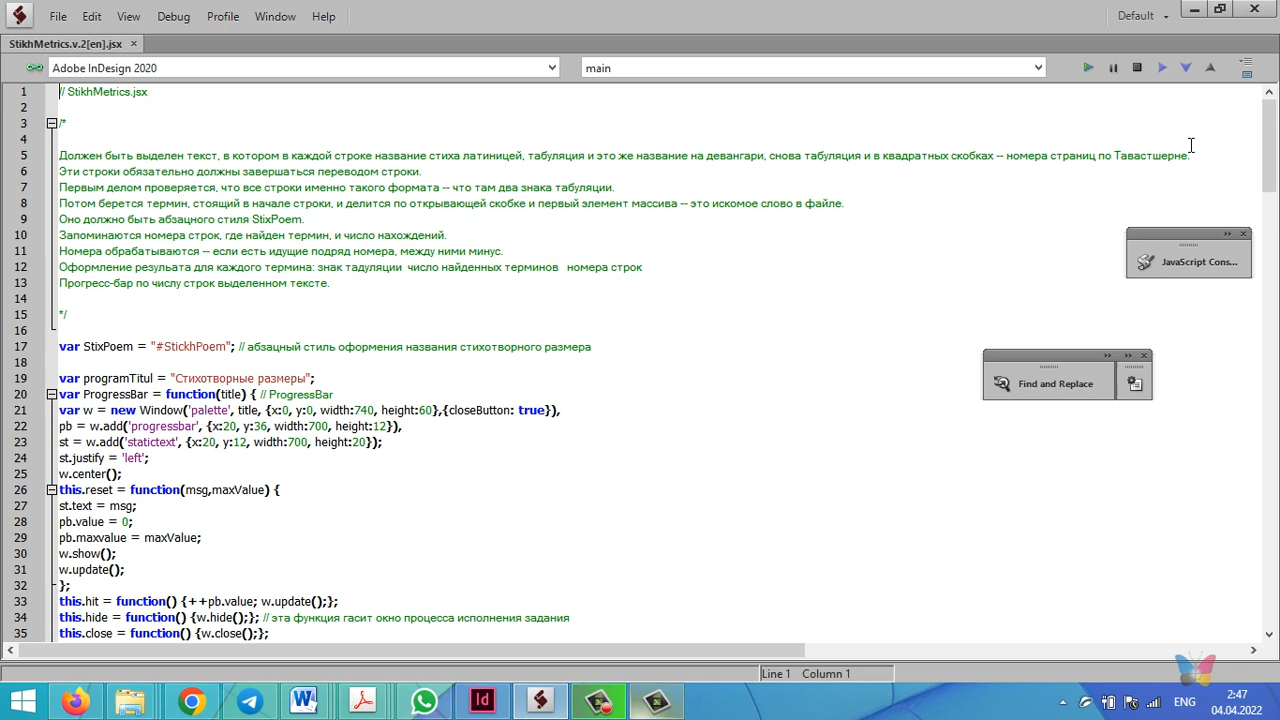 File Edit View Debug Profile Window Help Default
StikhMetrics.v.2[en].jsx
Adobe InDesign 2020 main
1 // StikhMetrics.jsx
2
3 /*
4
5 Должен быть выделен текст, в котором в каждой строке название стиха латиницей, табуляция и это же название на девангари, снова табуляция и в квадратных скобках -- номера страниц по Тавастшерне.
6 Эти строки обязательно должны завершаться переводом строки.
7 Первым делом проверяется, что все строки именно такого формата -- что там два знака табуляции.
8 Потом берется термин, стоящий в начале строки, и делится по открывающей скобке и первый элемент массива -- это искомое слово в файле.
9 Оно должно быть абзацного стиля StixPoem.
10 Запоминаются номера строк, где найден термин, и число нахождений.
11 Номера обрабатываются -- если есть идущие подряд номера, между ними минус.
12 Оформление резульата для каждого термина: знак тадуляции число найденных терминов номера строк
13 Прогресс-бар по числу строк выделенном тексте.
14
15 */
16
17 var StixPoem = "#StickhPoem"; // абзацный стиль оформения названия стихотворного размера
18
19 var programTitul = "Стихотворные размеры";
20 var ProgressBar = function(title) { // ProgressBar
21 var w = new Window('palette', title, {x:0, y:0, width:740, height:60},{closeButton: true}),
22 pb = w.add('progressbar', {x:20, y:36, width:700, height:12}),
23 st = w.add('statictext', {x:20, y:12, width:700, height:20});
24 st.justify = 'left';
25 w.center();
26 this.reset = function(msg,maxValue) {
27 st.text = msg;
28 pb.value = 0;
29 pb.maxvalue = maxValue;
30 w.show();
31 w.update();
32 };
33 this.hit = function() {++pb.value; w.update();};
34 this.hide = function() {w.hide();}; // эта функция гасит окно процесса исполнения задания
35 this.close = function() {w.close();};
JavaScript Cons...
Find and Replace
Line 1 Column 1
ENG
2:47
04.04.2022